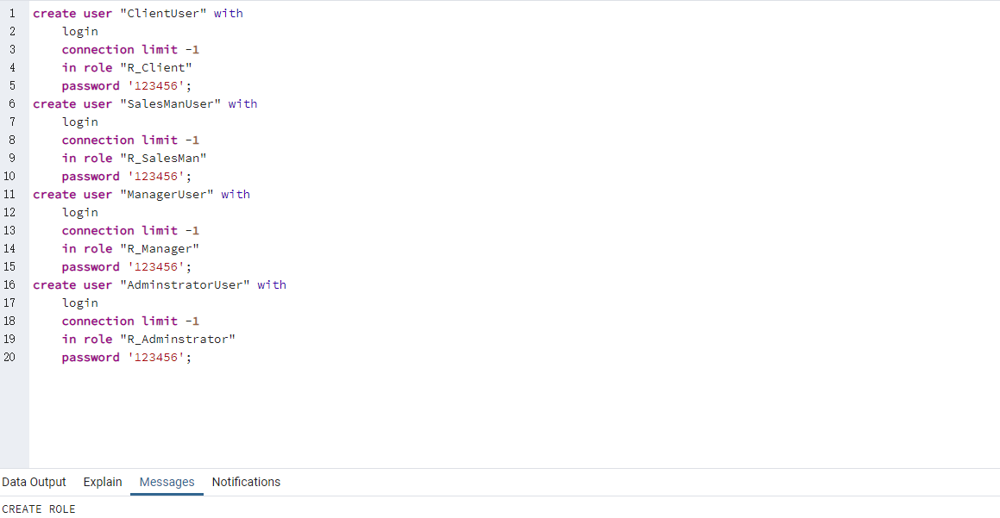 1 create user "ClientUser" with
2 login
3 connection limit -1
4 in role "R_Client"
5 password '123456';
6 create user "SalesManUser" with
7 login
8 connection limit -1
9 in role "R_SalesMan"
10 password '123456';
11 create user "ManagerUser" with
12 login
13 connection limit -1
14 in role "R_Manager"
15 password '123456';
16 create user "AdminstratorUser" with
17 login
18 connection limit -1
19 in role "R_Adminstrator"
20 password '123456';
Data Output Explain Messages Notifications
CREATE ROLE